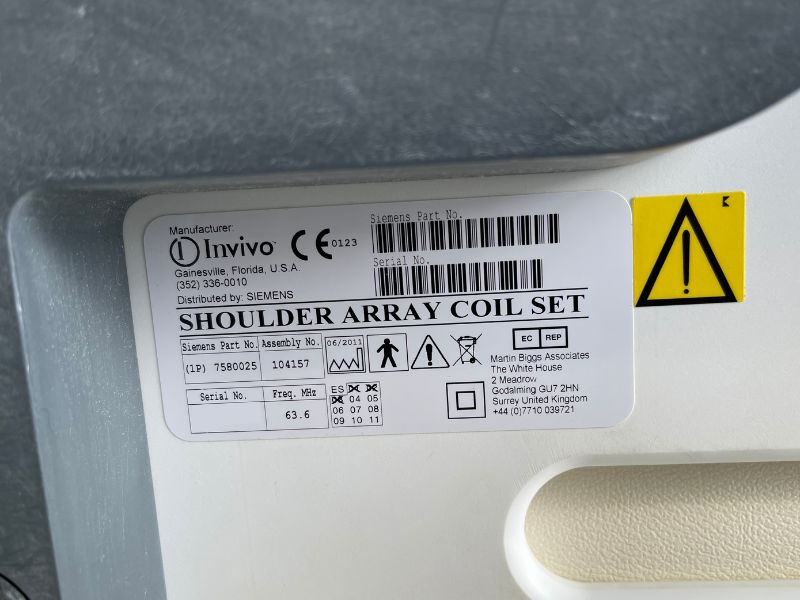 Manufacturer:
Invivo
CE 0123
Gainesville, Florida, U.S.A.
(352) 336-0010
Distributed by: SIEMENS
Siemens Part No.
Serial No.
SHOULDER ARRAY COIL SET
Siemens Part No.
(1P) 7580025
Assembly No.
104157
06/2011
Serial No.
Freq. MHz
63.6
ES
04 05
06 07 08
09 10 11
EC REP
Martin Biggs Associates
The White House
2 Meadrow
Godalming GU7 2HN
Surrey United Kingdom
+44 (0)7710 039721